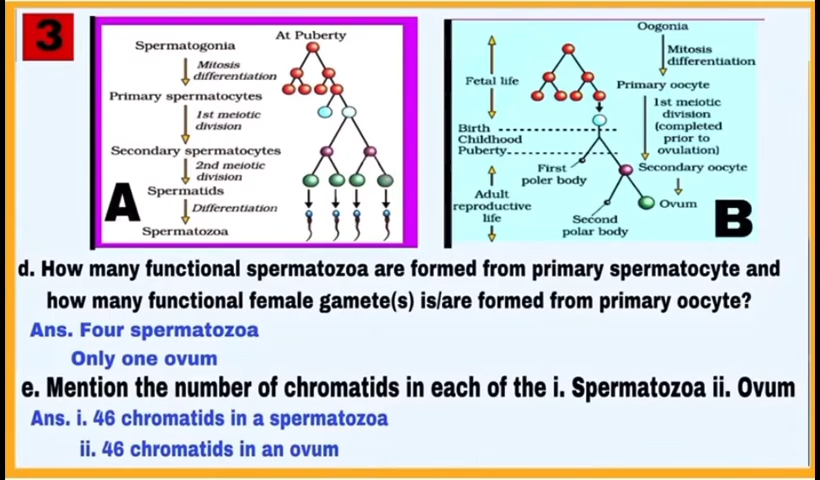 3
Spermatogonia
At Puberty
Mitosis
differentiation
Primary spermatocytes
1st meiotic
division
Secondary spermatocytes
2nd meiotic
division
Spermatids
Differentiation
Spermatozoa
A
Oogonia
Mitosis
differentiation
Fetal life
Primary oocyte
1st meiotic
division
(completed
prior to
ovulation)
Birth
Childhood
Puberty
First
poler body
Secondary oocyte
Adult
reproductive
life
Ovum
Second
polar body
B
d. How many functional spermatozoa are formed from primary spermatocyte and
how many functional female gamete(s) is/are formed from primary oocyte?
Ans. Four spermatozoa
Only one ovum
e. Mention the number of chromatids in each of the i. Spermatozoa ii. Ovum
Ans. i. 46 chromatids in a spermatozoa
ii. 46 chromatids in an ovum